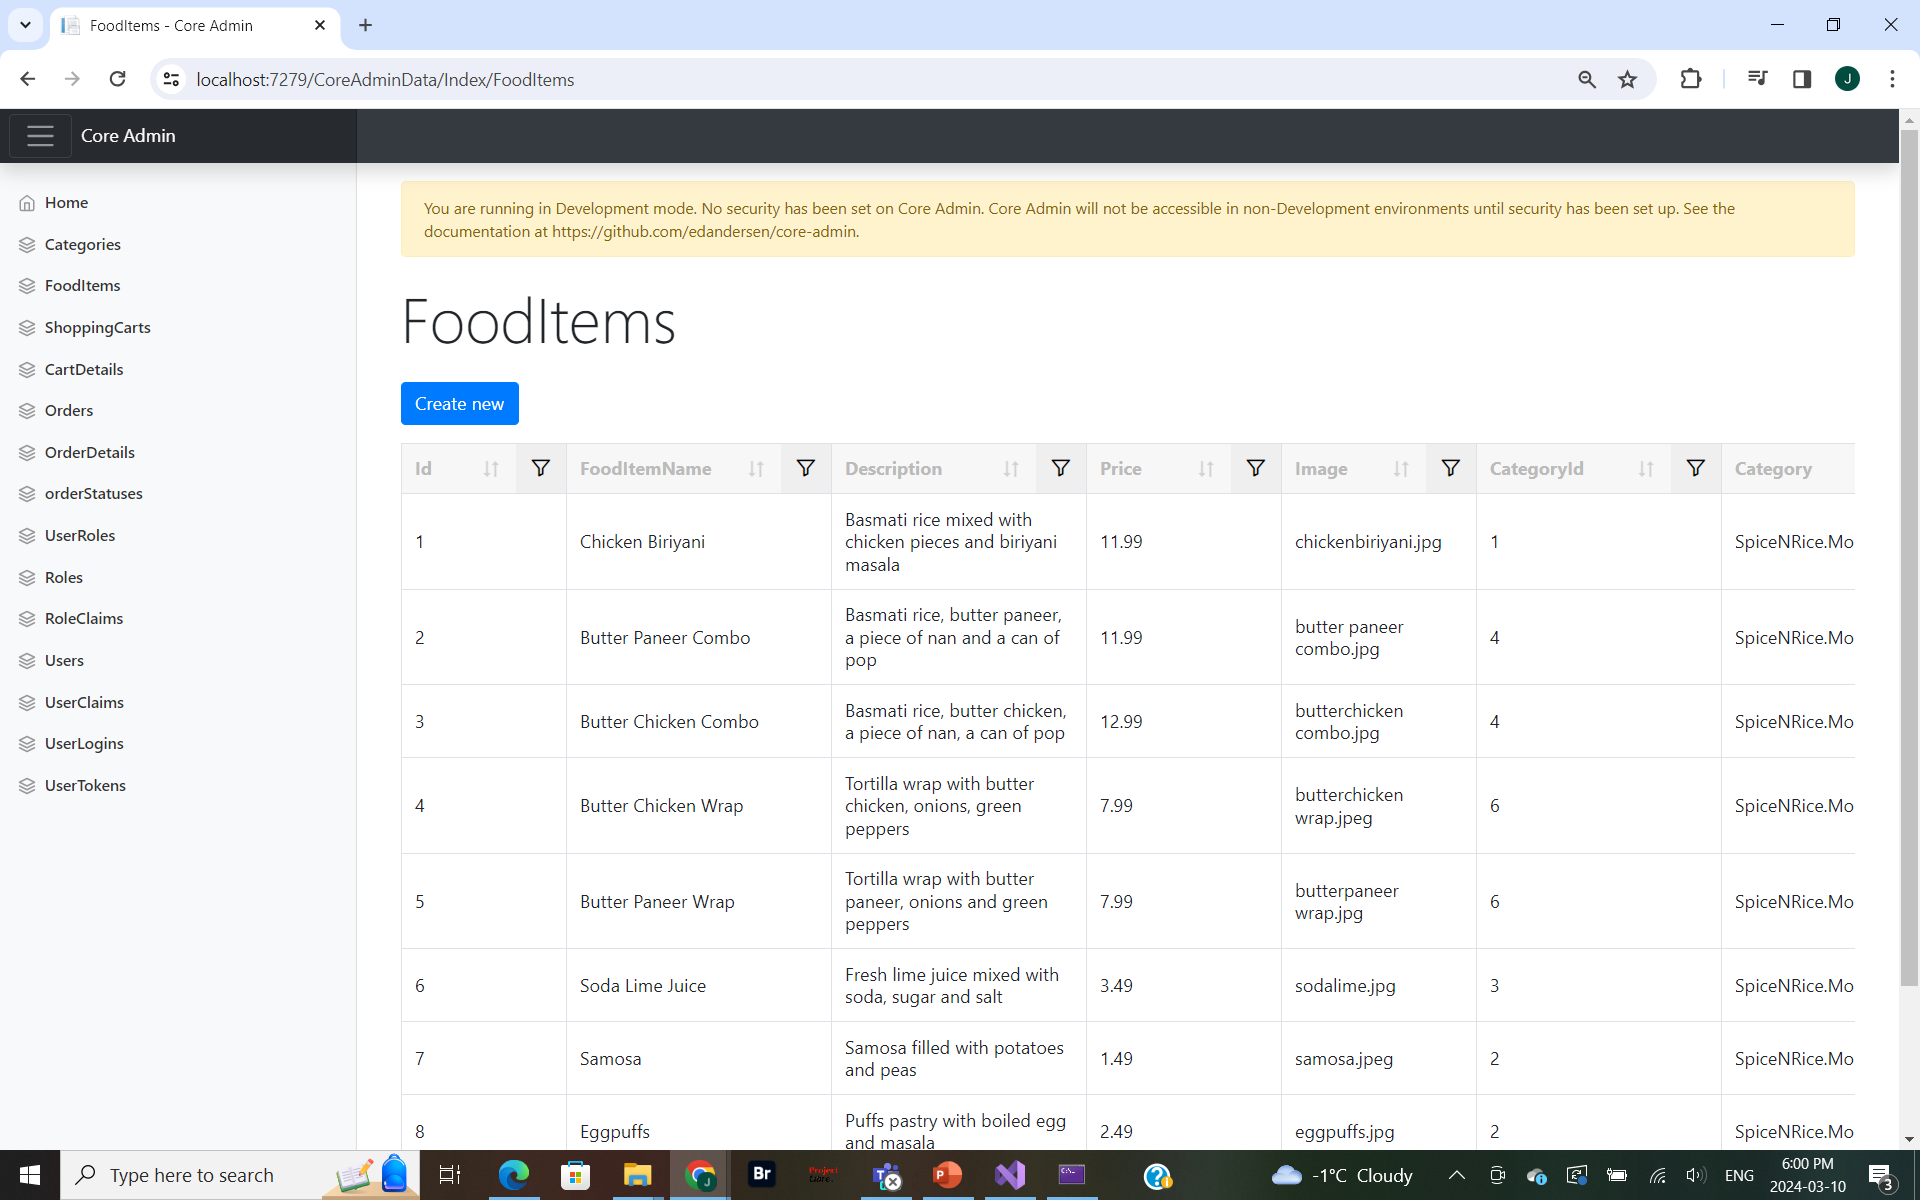 FoodItems - Core Admin
localhost:7279/CoreAdminData/Index/FoodItems
J
Core Admin
Home
Categories
FoodItems
ShoppingCarts
CartDetails
Orders
OrderDetails
orderStatuses
UserRoles
Roles
RoleClaims
Users
UserClaims
UserLogins
UserTokens
You are running in Development mode. No security has been set on Core Admin. Core Admin will not be accessible in non-Development environments until security has been set up. See the
documentation at https://github.com/edandersen/core-admin.
FoodItems
Create new
Id FoodItemName Description Price Image CategoryId Category
1 Chicken Biriyani Basmati rice mixed with
chicken pieces and biriyani
masala 11.99 chickenbiriyani.jpg 1 SpiceNRice.Mo
2 Butter Paneer Combo Basmati rice, butter paneer,
a piece of nan and a can of
pop 11.99 butter paneer
combo.jpg 4 SpiceNRice.Mo
3 Butter Chicken Combo Basmati rice, butter chicken,
a piece of nan, a can of pop 12.99 butterchicken
combo.jpg 4 SpiceNRice.Mo
4 Butter Chicken Wrap Tortilla wrap with butter
chicken, onions, green
peppers 7.99 butterchicken
wrap.jpeg 6 SpiceNRice.Mo
5 Butter Paneer Wrap Tortilla wrap with butter
paneer, onions and green
peppers 7.99 butterpaneer
wrap.jpg 6 SpiceNRice.Mo
6 Soda Lime Juice Fresh lime juice mixed with
soda, sugar and salt 3.49 sodalime.jpg 3 SpiceNRice.Mo
7 Samosa Samosa filled with potatoes
and peas 1.49 samosa.jpeg 2 SpiceNRice.Mo
8 Eggpuffs Puffs pastry with boiled egg
and masala 2.49 eggpuffs.jpg 2 SpiceNRice.Mo
Type here to search
J
Br
Project
Libre
-1°C Cloudy
ENG
6:00 PM
2024-03-10
3